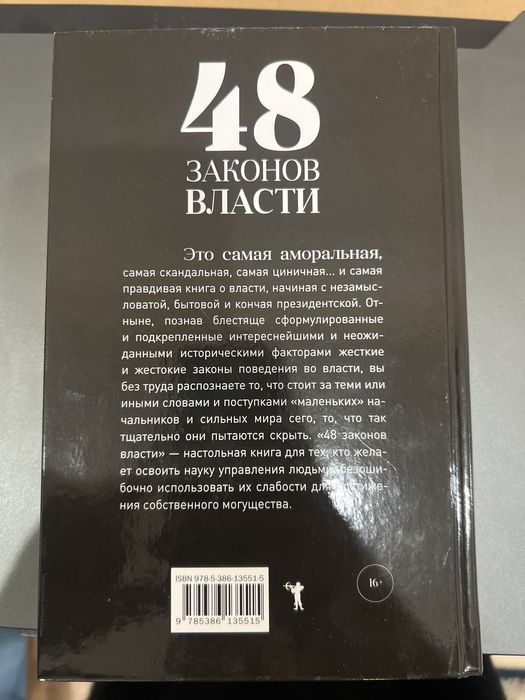 48
ЗАКОНОВ
ВЛАСТИ
Это самая аморальная,
самая скандальная, самая циничная... и самая
правдивая книга о власти, начиная с незамыс-
ловатой, бытовой и кончая президентской. От-
ныне, познав блестяще сформулированные
и подкрепленные интереснейшими и неожи-
данными историческими факторами жесткие
и жестокие законы поведения во власти, вы
без труда распознаете то, что стоит за теми или
иными словами и поступками «маленьких» на-
чальников и сильных мира сего, то, что так
тщательно они пытаются скрыть. «48 законов
власти» — настольная книга для тех, кто жела-
ет освоить науку управления людьми, безоши-
бочно использовать их слабости для достиже-
ния собственного могущества.
ISBN 978-5-386-13551-5
9 785386 135515
16+